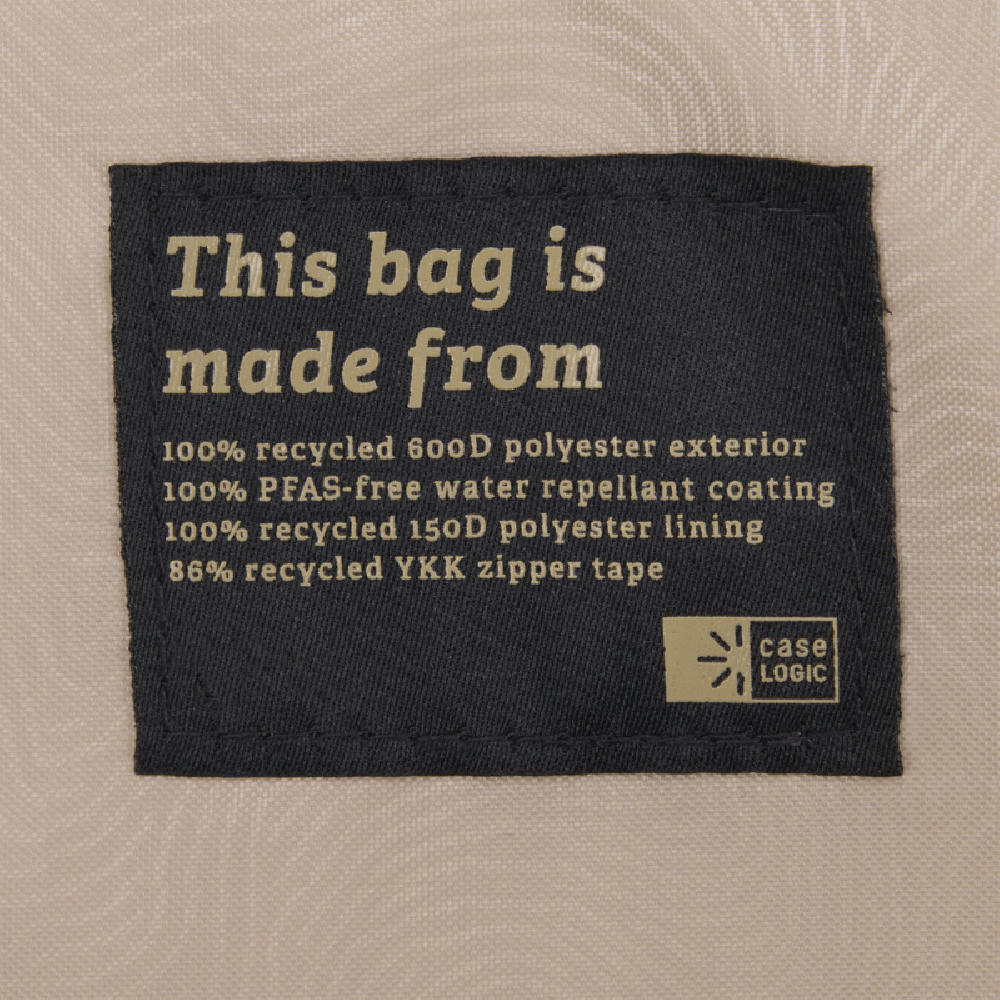 This bag is
made from
100% recycled 600D polyester exterior
100% PFAS-free water repellant coating
100% recycled 150D polyester lining
86% recycled YKK zipper tape
case
LOGIC